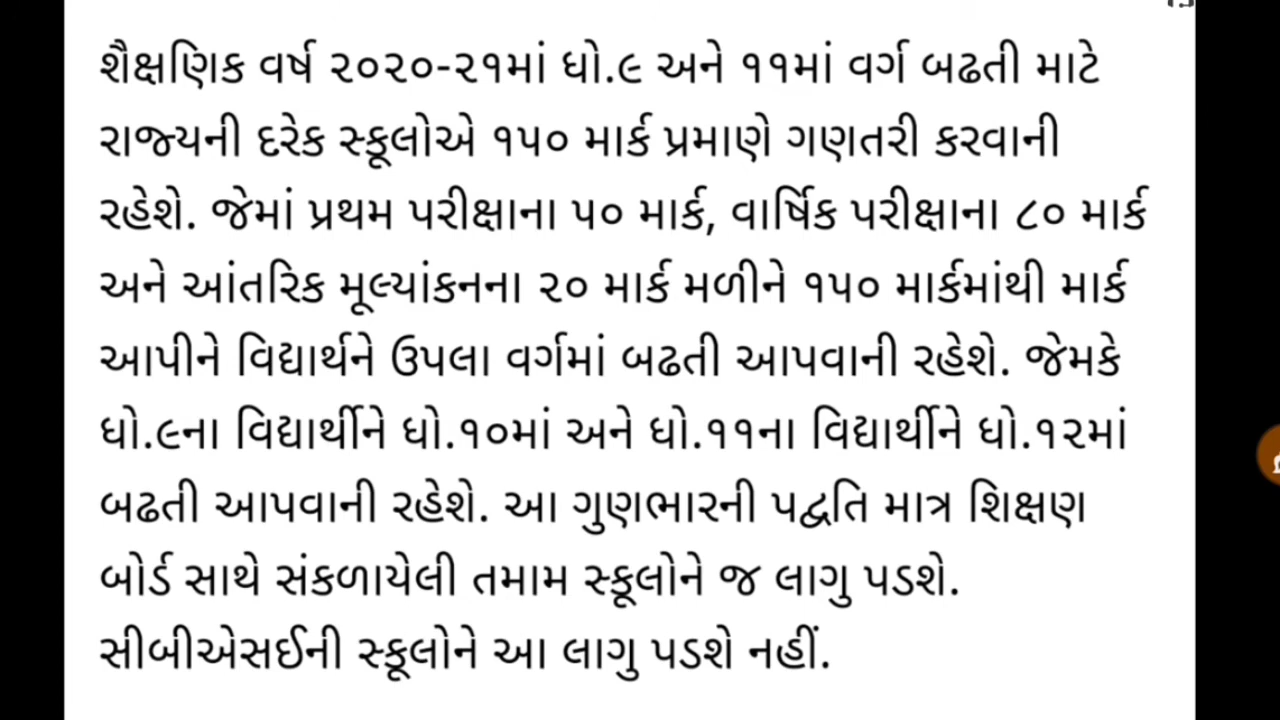 શૈક્ષણિક વર્ષ ૨૦૨૦-૨૧માં ધો.૯ અને ૧૧માં વર્ગ બઢતી માટે
રાજ્યની દરેક સ્કૂલોએ ૧૫૦ માર્ક પ્રમાણે ગણતરી કરવાની
રહેશે. જેમાં પ્રથમ પરીક્ષાના ૫૦ માર્ક, વાર્ષિક પરીક્ષાના ૮૦ માર્ક
અને આંતરિક મૂલ્યાંકનના ૨૦ માર્ક મળીને ૧૫૦ માર્કમાંથી માર્ક
આપીને વિદ્યાર્થને ઉપલા વર્ગમાં બઢતી આપવાની રહેશે. જેમકે
ધો.૯ના વિદ્યાર્થીને ધો.૧૦માં અને ધો.૧૧ના વિદ્યાર્થીને ધો.૧૨માં
બઢતી આપવાની રહેશે. આ ગુણભારની પદ્વતિ માત્ર શિક્ષણ
બોર્ડ સાથે સંકળાયેલી તમામ સ્કૂલોને જ લાગુ પડશે.
સીબીએસઈની સ્કૂલોને આ લાગુ પડશે નહીં.